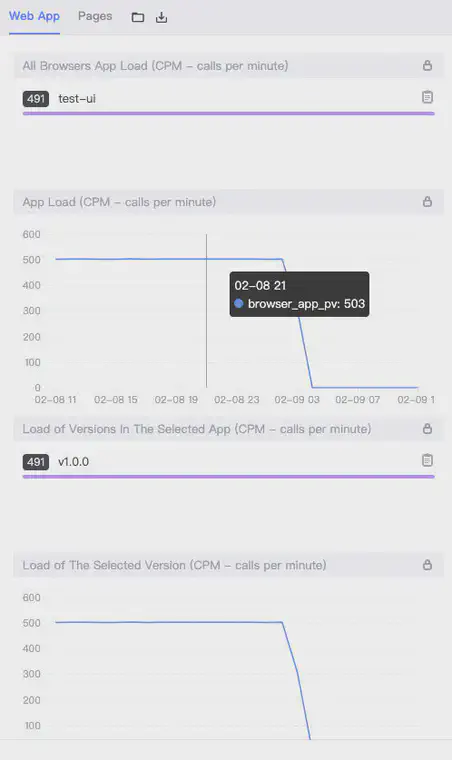 Web App Pages
All Browsers App Load (CPM - calls per minute)
491 test-ui
App Load (CPM - calls per minute)
600
500
400
300
200
100
0
02-08 21
browser_app_pv: 503
02-08 11 02-08 15 02-08 19 02-08 23 02-09 03 02-09 07 02-09 1
Load of Versions In The Selected App (CPM - calls per minute)
491 v1.0.0
Load of The Selected Version (CPM - calls per minute)
600
500
400
300
200
100